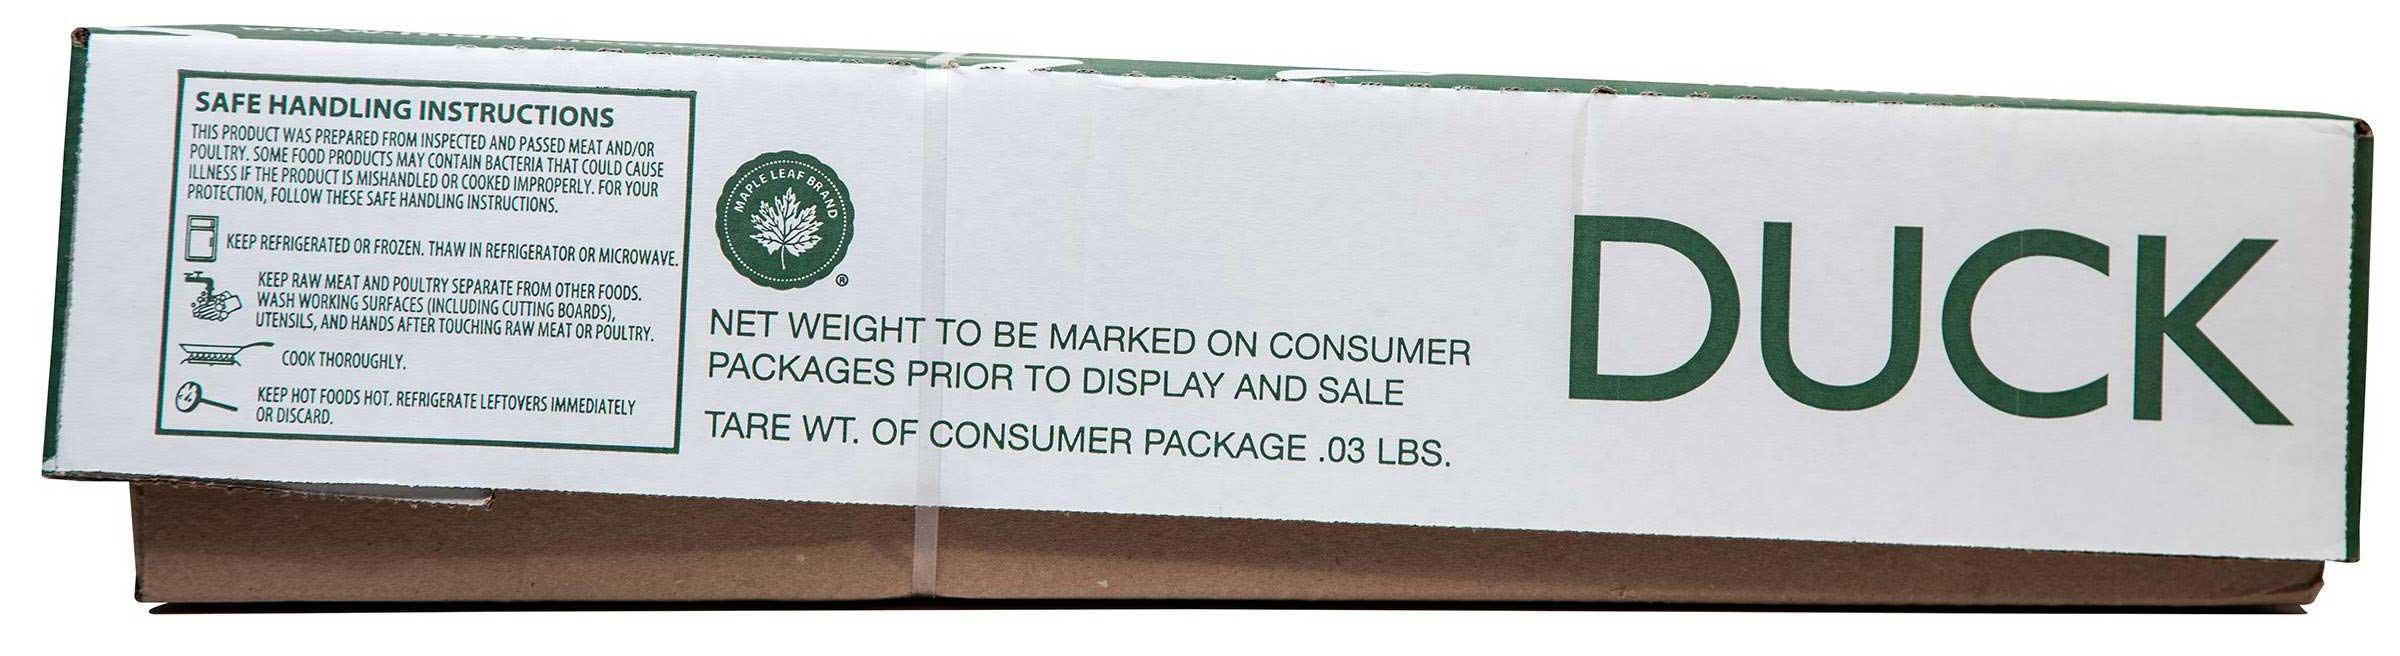 SAFE HANDLING INSTRUCTIONS
THIS PRODUCT WAS PREPARED FROM INSPECTED AND PASSED MEAT AND/OR
POULTRY. SOME FOOD PRODUCTS MAY CONTAIN BACTERIA THAT COULD CAUSE
ILLNESS IF THE PRODUCT IS MISHANDLED OR COOKED IMPROPERLY. FOR YOUR
PROTECTION, FOLLOW THESE SAFE HANDLING INSTRUCTIONS.
KEEP REFRIGERATED OR FROZEN. THAW IN REFRIGERATOR OR MICROWAVE.
KEEP RAW MEAT AND POULTRY SEPARATE FROM OTHER FOODS.
WASH WORKING SURFACES (INCLUDING CUTTING BOARDS),
UTENSILS, AND HANDS AFTER TOUCHING RAW MEAT OR POULTRY.
COOK THOROUGHLY.
KEEP HOT FOODS HOT. REFRIGERATE LEFTOVERS IMMEDIATELY
OR DISCARD.
MAPLE LEAF BRAND
®
NET WEIGHT TO BE MARKED ON CONSUMER
PACKAGES PRIOR TO DISPLAY AND SALE
TARE WT. OF CONSUMER PACKAGE .03 LBS.
DUCK